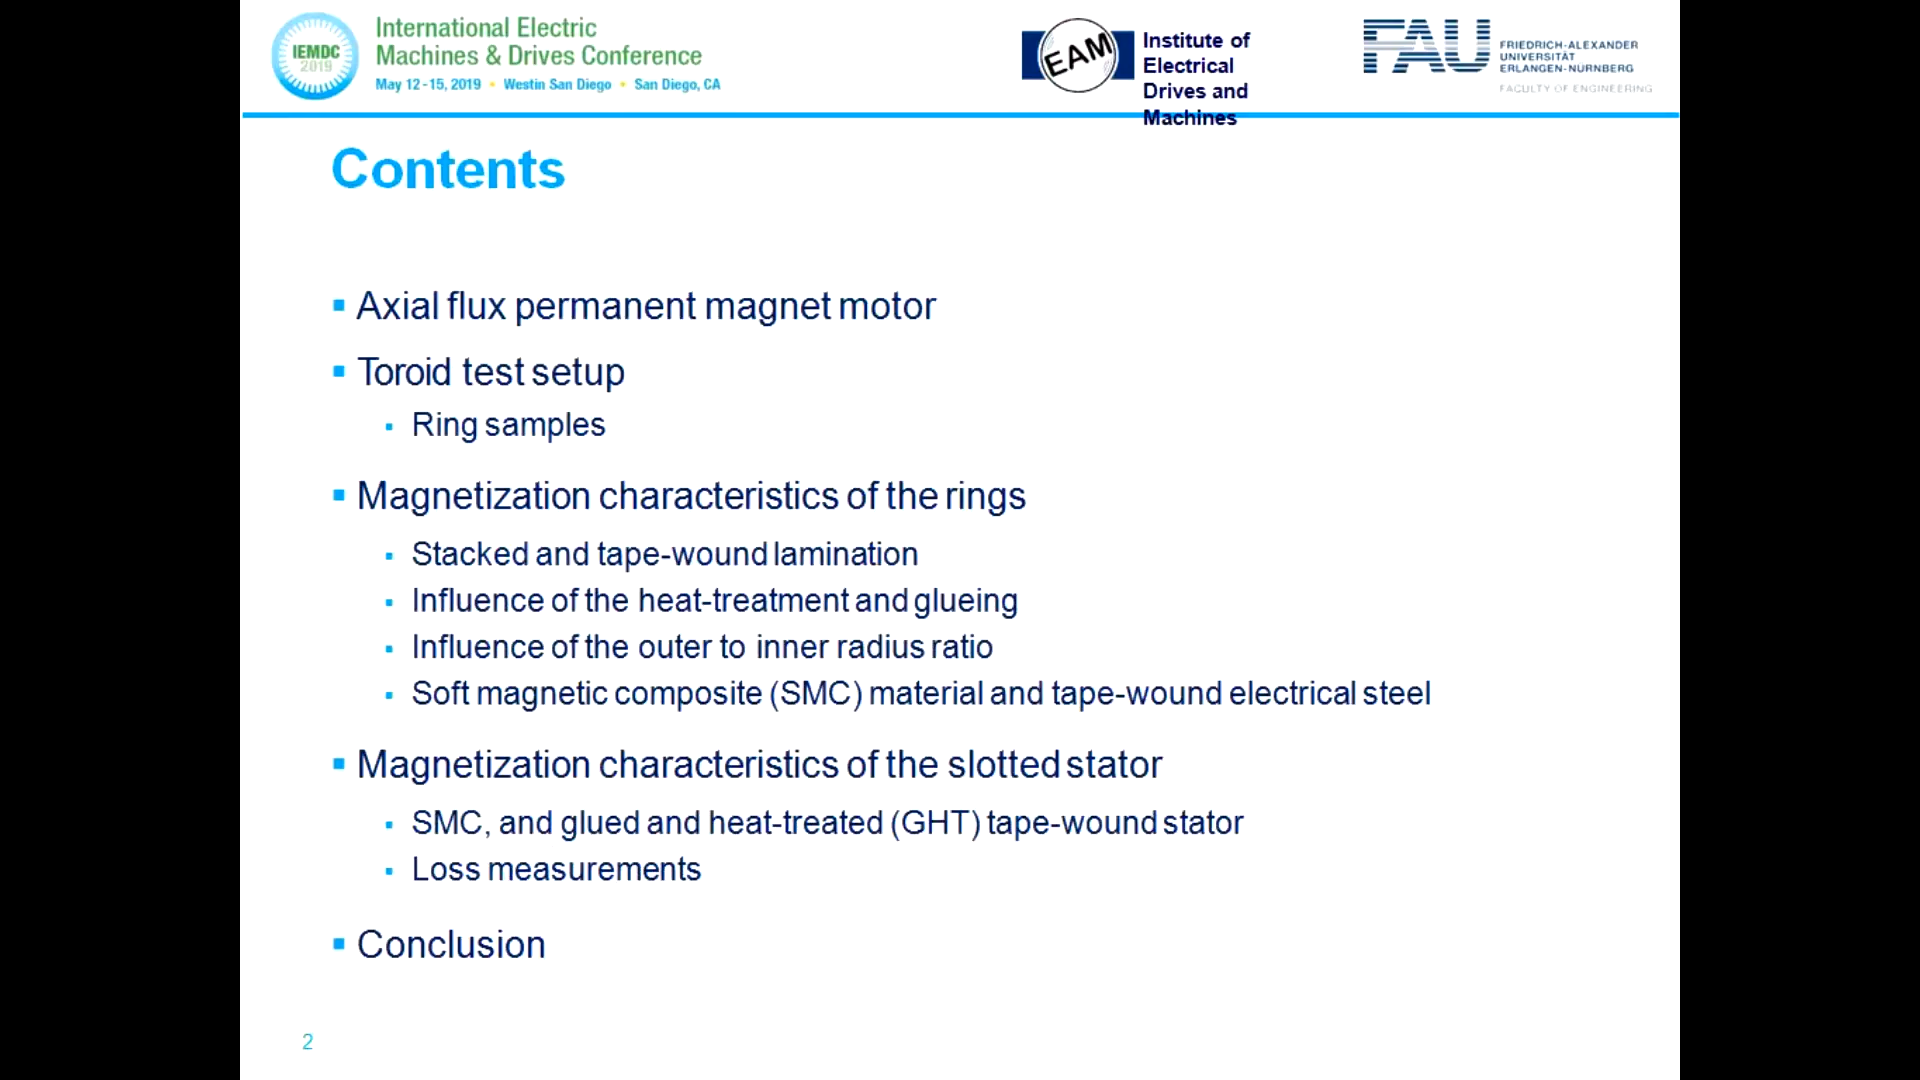 IEMDC
2019
International Electric
Machines & Drives Conference
May 12-15, 2019 • Westin San Diego • San Diego, CA
EAM
Institute of
Electrical
Drives and
Machines
FAU
FRIEDRICH-ALEXANDER
UNIVERSITÄT
ERLANGEN-NÜRNBERG
FACULTY OF ENGINEERING
Contents
▪ Axial flux permanent magnet motor
▪ Toroid test setup
▪ Ring samples
▪ Magnetization characteristics of the rings
▪ Stacked and tape-wound lamination
▪ Influence of the heat-treatment and glueing
▪ Influence of the outer to inner radius ratio
▪ Soft magnetic composite (SMC) material and tape-wound electrical steel
▪ Magnetization characteristics of the slotted stator
▪ SMC, and glued and heat-treated (GHT) tape-wound stator
▪ Loss measurements
▪ Conclusion
2